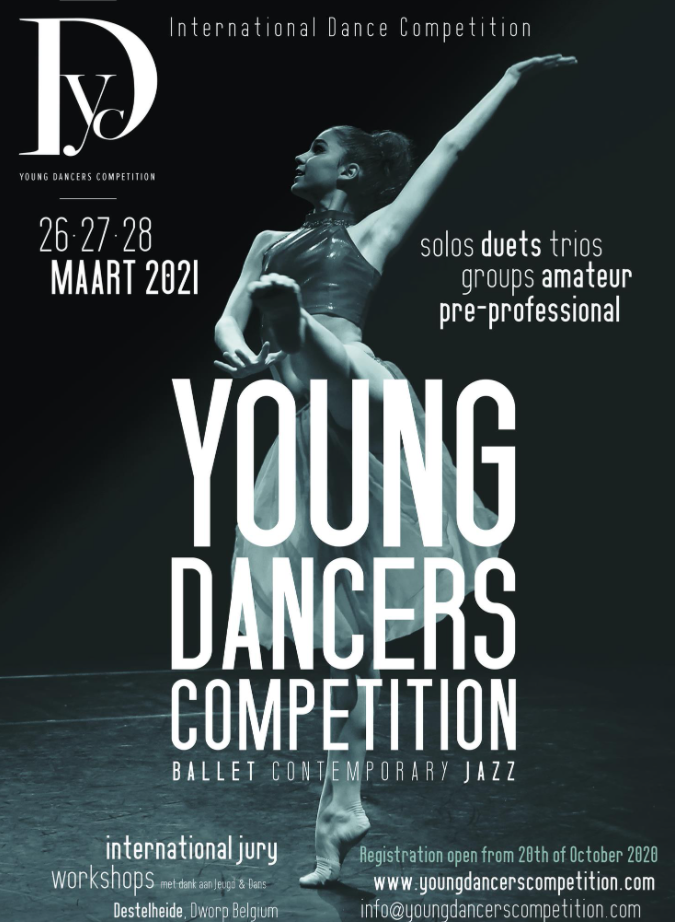 International Dance Competition
Dyc
YOUNG DANCERS COMPETITION
26·27·28
MAART 2021
solos duets trios
groups amateur
pre-professional
YOUNG
DANCERS
COMPETITION
BALLET CONTEMPORARY JAZZ
international jury
workshops met dank aan Jeugd & Dans
Destelheide, Dworp Belgium
Registration open from 20th of October 2020
www.youngdancerscompetition.com
info@youngdancerscompetition.com